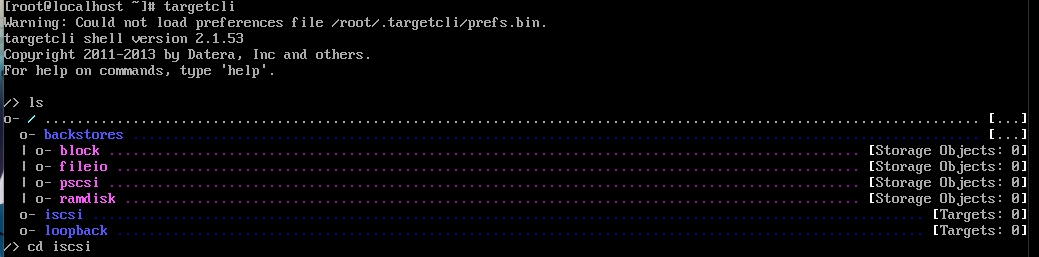 [root@localhost ~]# targetcli
Warning: Could not load preferences file /root/.targetcli/prefs.bin.
targetcli shell version 2.1.53
Copyright 2011-2013 by Datera, Inc and others.
For help on commands, type 'help'.
/> ls
o- / ..................................................................................................................... [...]
  o- backstores .......................................................................................................... [...]
  | o- block .............................................................................................. [Storage Objects: 0]
  | o- fileio ............................................................................................. [Storage Objects: 0]
  | o- pscsi .............................................................................................. [Storage Objects: 0]
  | o- ramdisk ............................................................................................ [Storage Objects: 0]
  o- iscsi ........................................................................................................ [Targets: 0]
  o- loopback ..................................................................................................... [Targets: 0]
/> cd iscsi